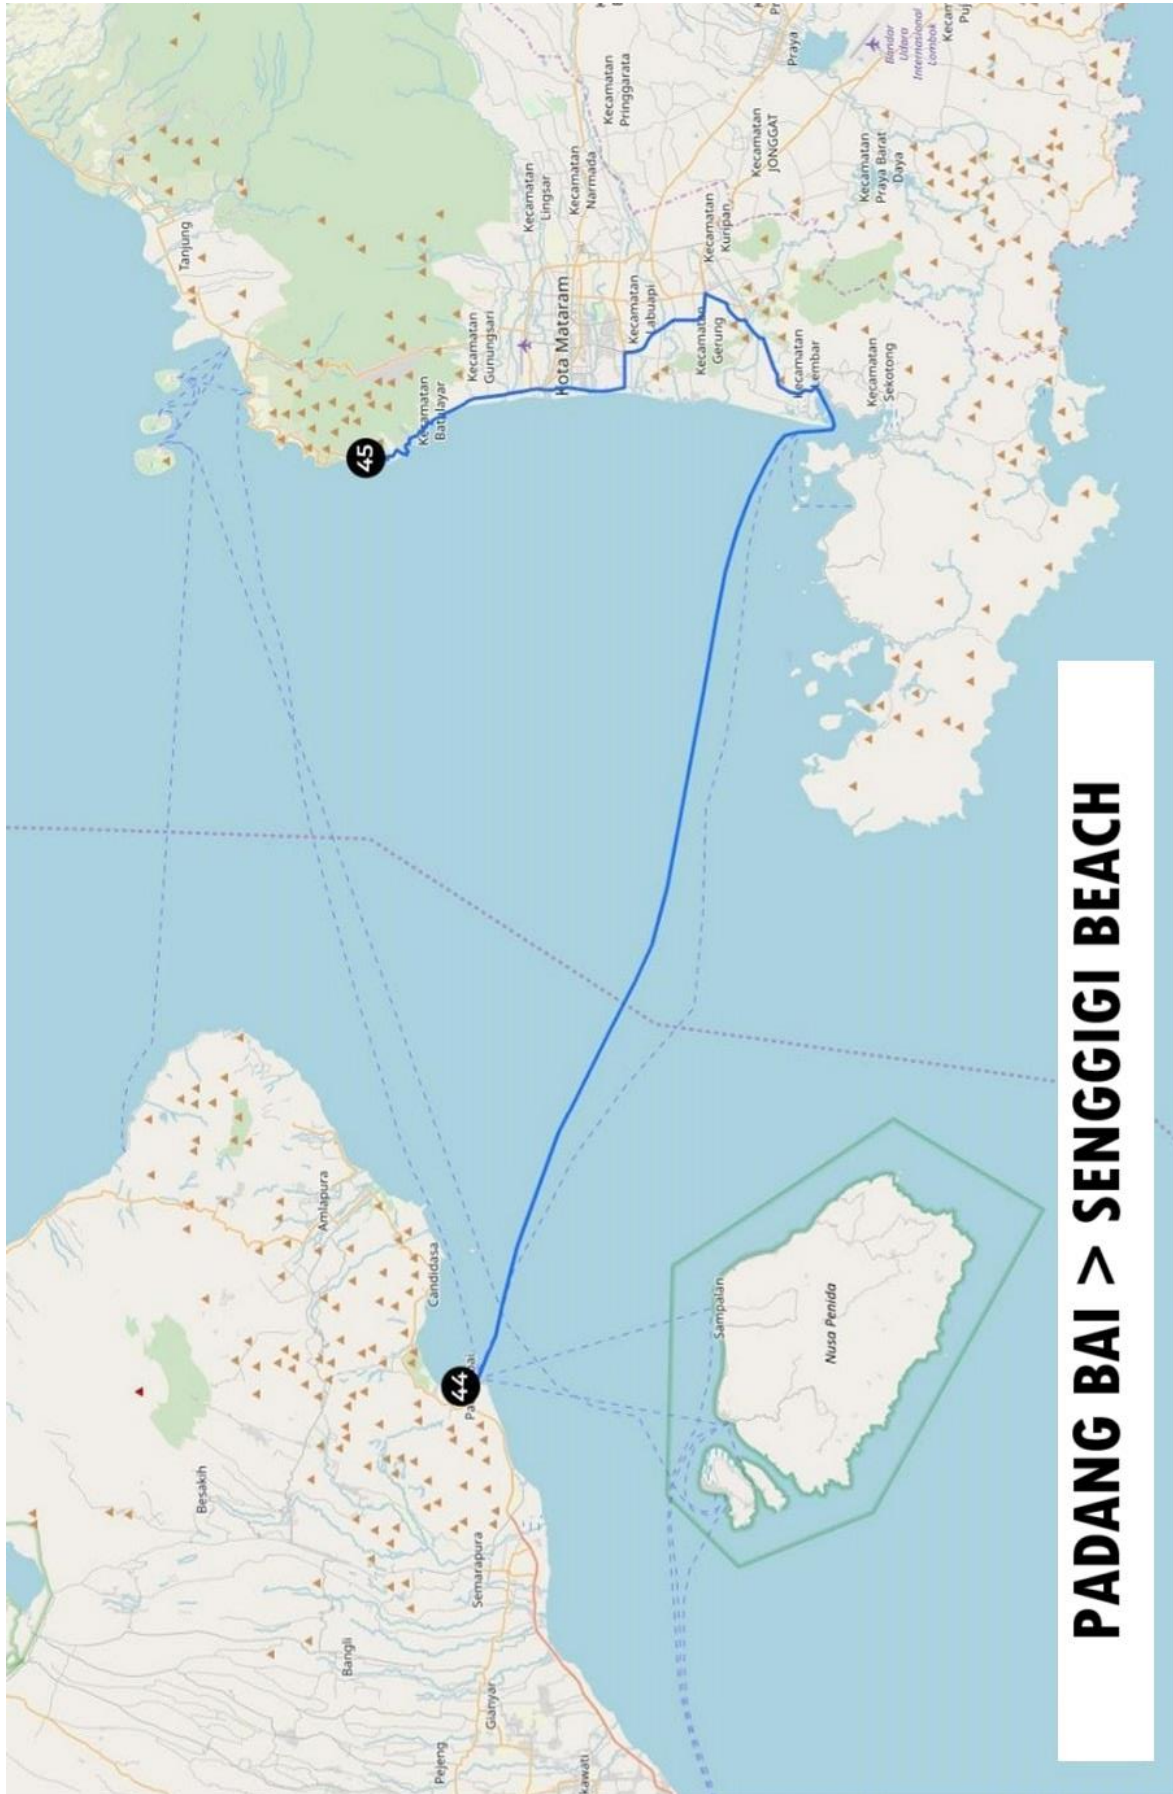 Tanjung
Kecamatan
Lingsar
Kecamatan
Narmada
Kecamatan
Pringgarata
Praya
Bandar
Udara
Internasional
Lombok
Kecamatan
JONGGAT
Kecamatan
Praya Barat
Daya
Kecamatan
Kuripan
Kecamatan
Labuapi
Kota Mataram
Kecamatan
Gunungsari
Kecamatan
Batulayar
45
Kecamatan
Gerung
Kecamatan
Lembar
Kecamatan
Sekotong
Amlapura
Candidasa
44
Besakih
Semarapura
Bangli
Gianyar
Pejeng
kawati
Sampalan
Nusa Penida
PADANG BAI > SENGGIGI BEACH